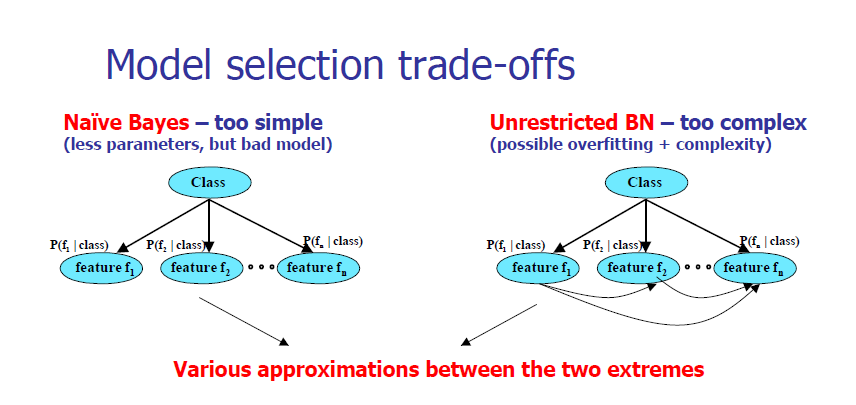 Model selection trade-offs
Naïve Bayes – too simple
(less parameters, but bad model)
Class
P(f1 | class)
P(f2 | class)
P(fn | class)
feature f1
feature f2
feature fn
Unrestricted BN – too complex
(possible overfitting + complexity)
Class
P(f1 | class)
P(f2 | class)
P(fn | class)
feature f1
feature f2
feature fn
Various approximations between the two extremes